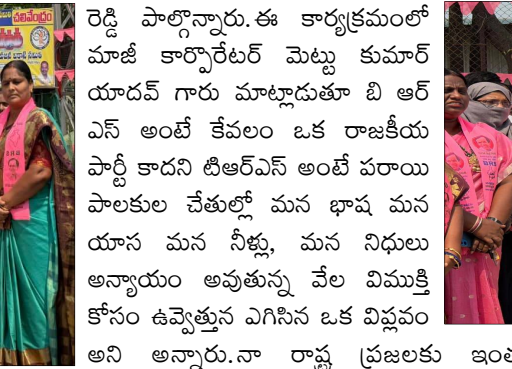 చలివేంద్రం
రెడ్డి పాల్గొన్నారు.ఈ కార్యక్రమంలో
మాజీ కార్పొరేటర్ మెట్టు కుమార్
యాదవ్ గారు మాట్లాడుతూ బి ఆర్
ఎస్ అంటే కేవలం ఒక రాజకీయ
పార్టీ కాదని టిఆర్ఎస్ అంటే పరాయి
పాలకుల చేతుల్లో మన భాష మన
యాస మన నీళ్లు, మన నిధులు
అన్యాయం అవుతున్న వేల విముక్తి
కోసం ఉవ్వెత్తున ఎగిసిన ఒక విప్లవం
అని అన్నారు.నా రాష్ట్ర ప్రజలకు